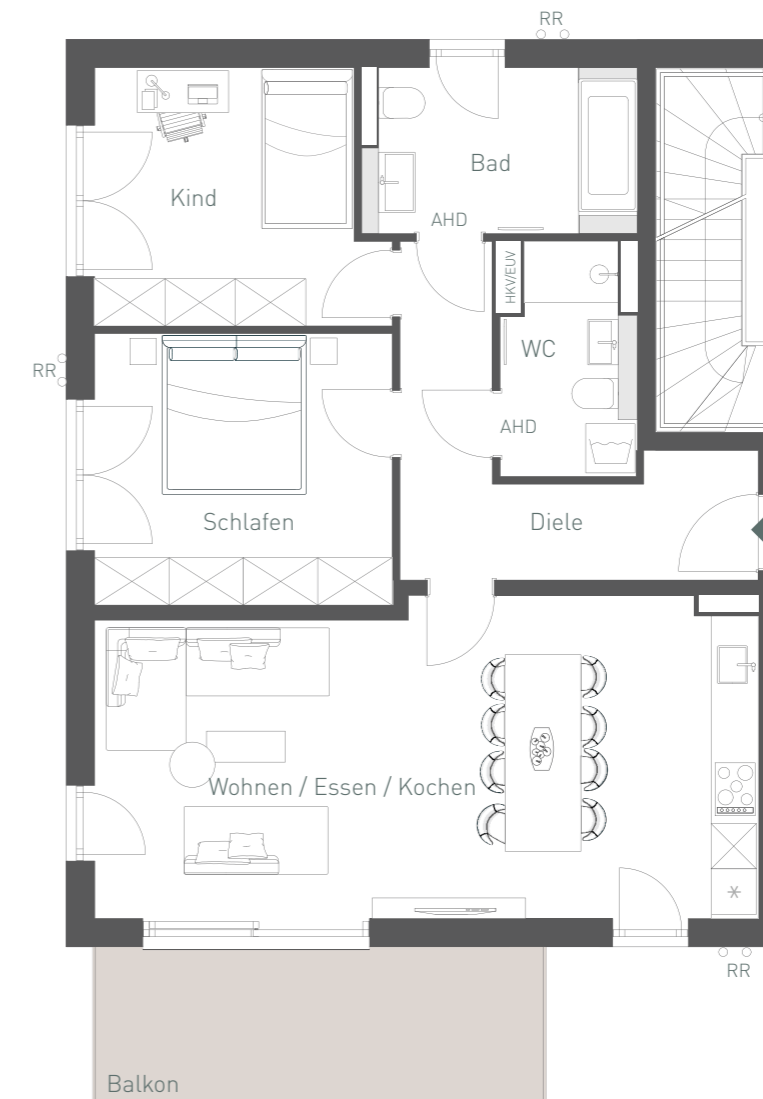 RR
Bad
Kind
AHD
HKV/EUV
WC
RR
AHD
Schlafen
Diele
Wohnen / Essen / Kochen
*
RR
Balkon